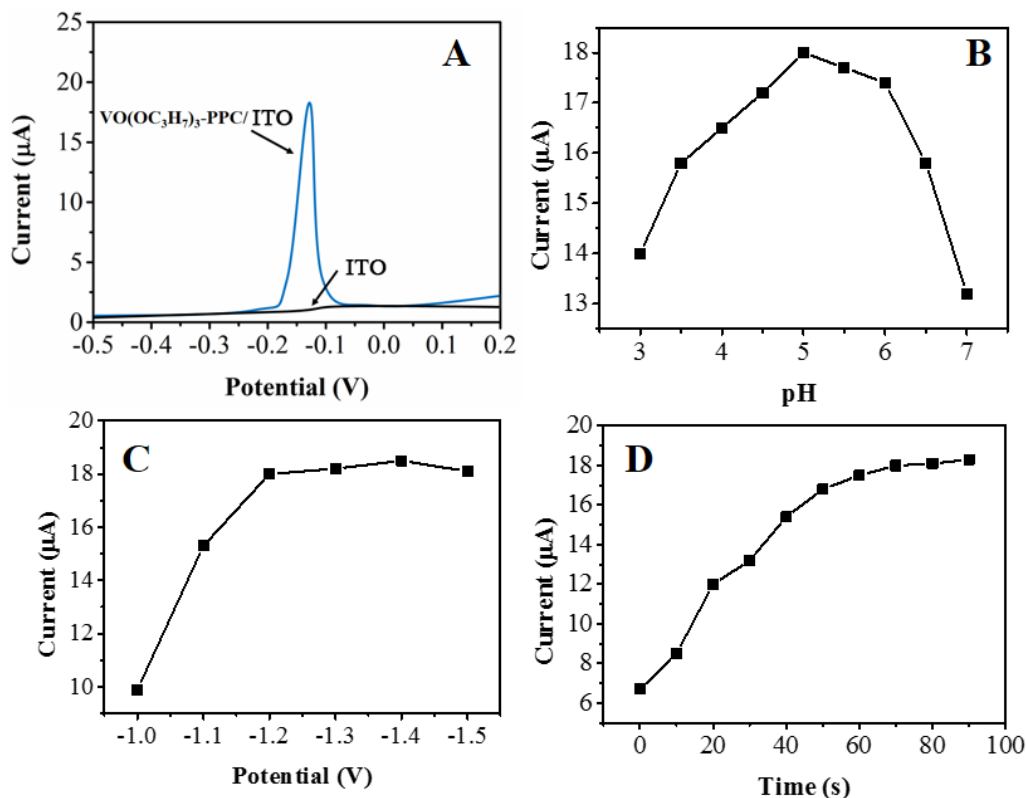 A
25
20
15
10
5
0
Current (μA)
VO(OC₃H₇)₃-PPC/ ITO
ITO
-0.5 -0.4 -0.3 -0.2 -0.1 0.0 0.1 0.2
Potential (V)
B
18
17
16
15
14
13
Current (μA)
3 4 5 6 7
pH
C
20
18
16
14
12
10
Current (μA)
-1.0 -1.1 -1.2 -1.3 -1.4 -1.5
Potential (V)
D
20
18
16
14
12
10
8
6
Current (μA)
0 20 40 60 80 100
Time (s)